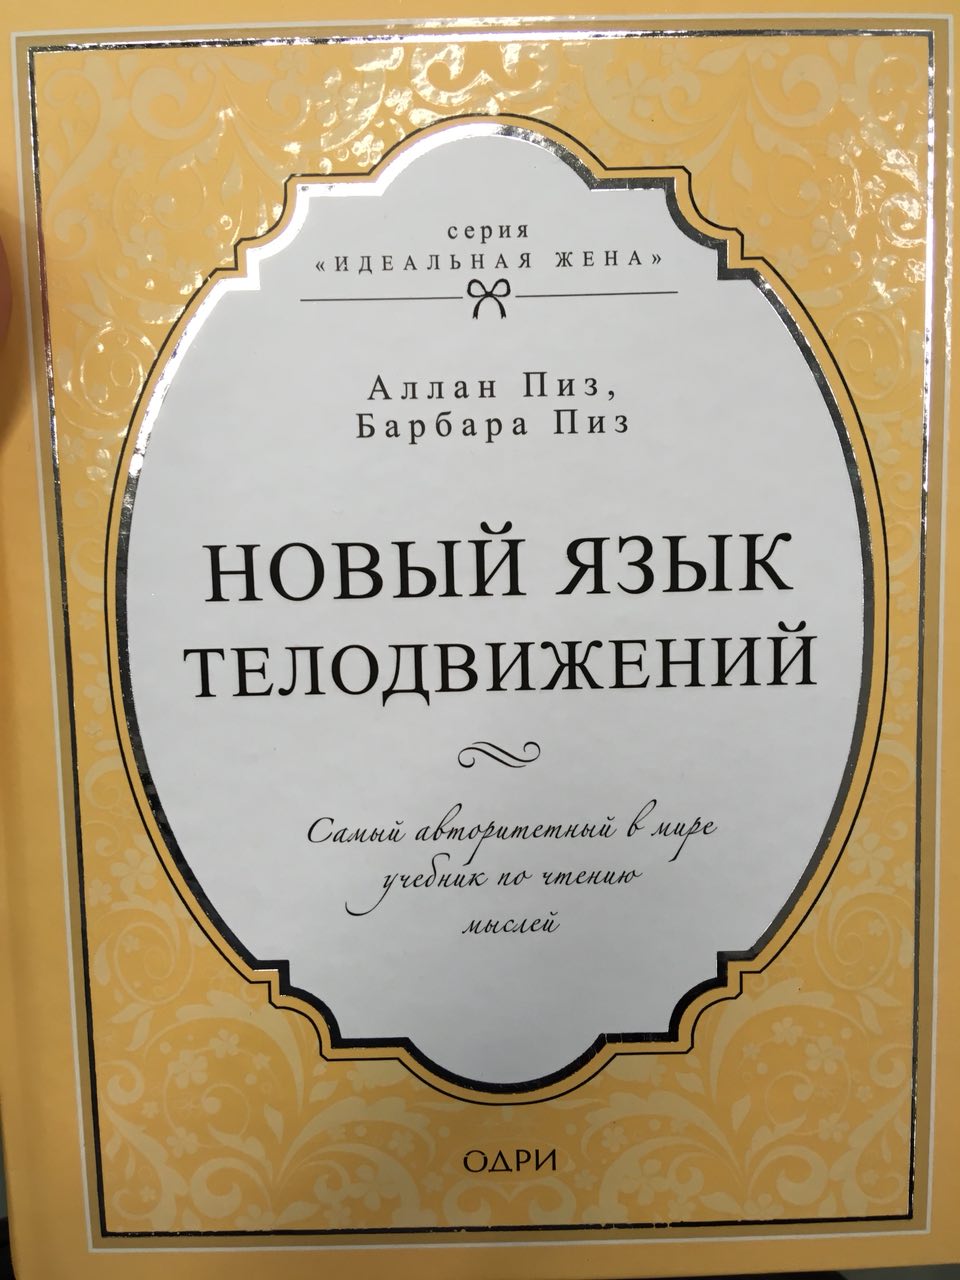 серия
«ИДЕАЛЬНАЯ ЖЕНА»
Аллан Пиз,
Барбара Пиз
НОВЫЙ ЯЗЫК
ТЕЛОДВИЖЕНИЙ
Самый авторитетный в мире
учебник по чтению
мыслей
ОДРИ